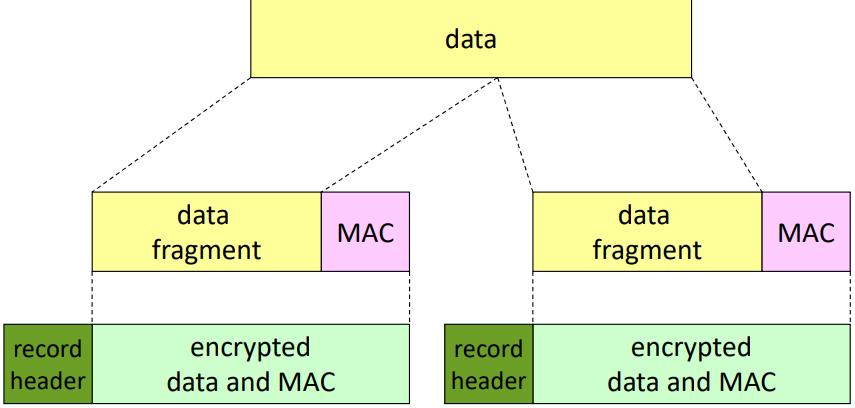 data
data
fragment
MAC
data
fragment
MAC
record
header
encrypted
data and MAC
record
header
encrypted
data and MAC